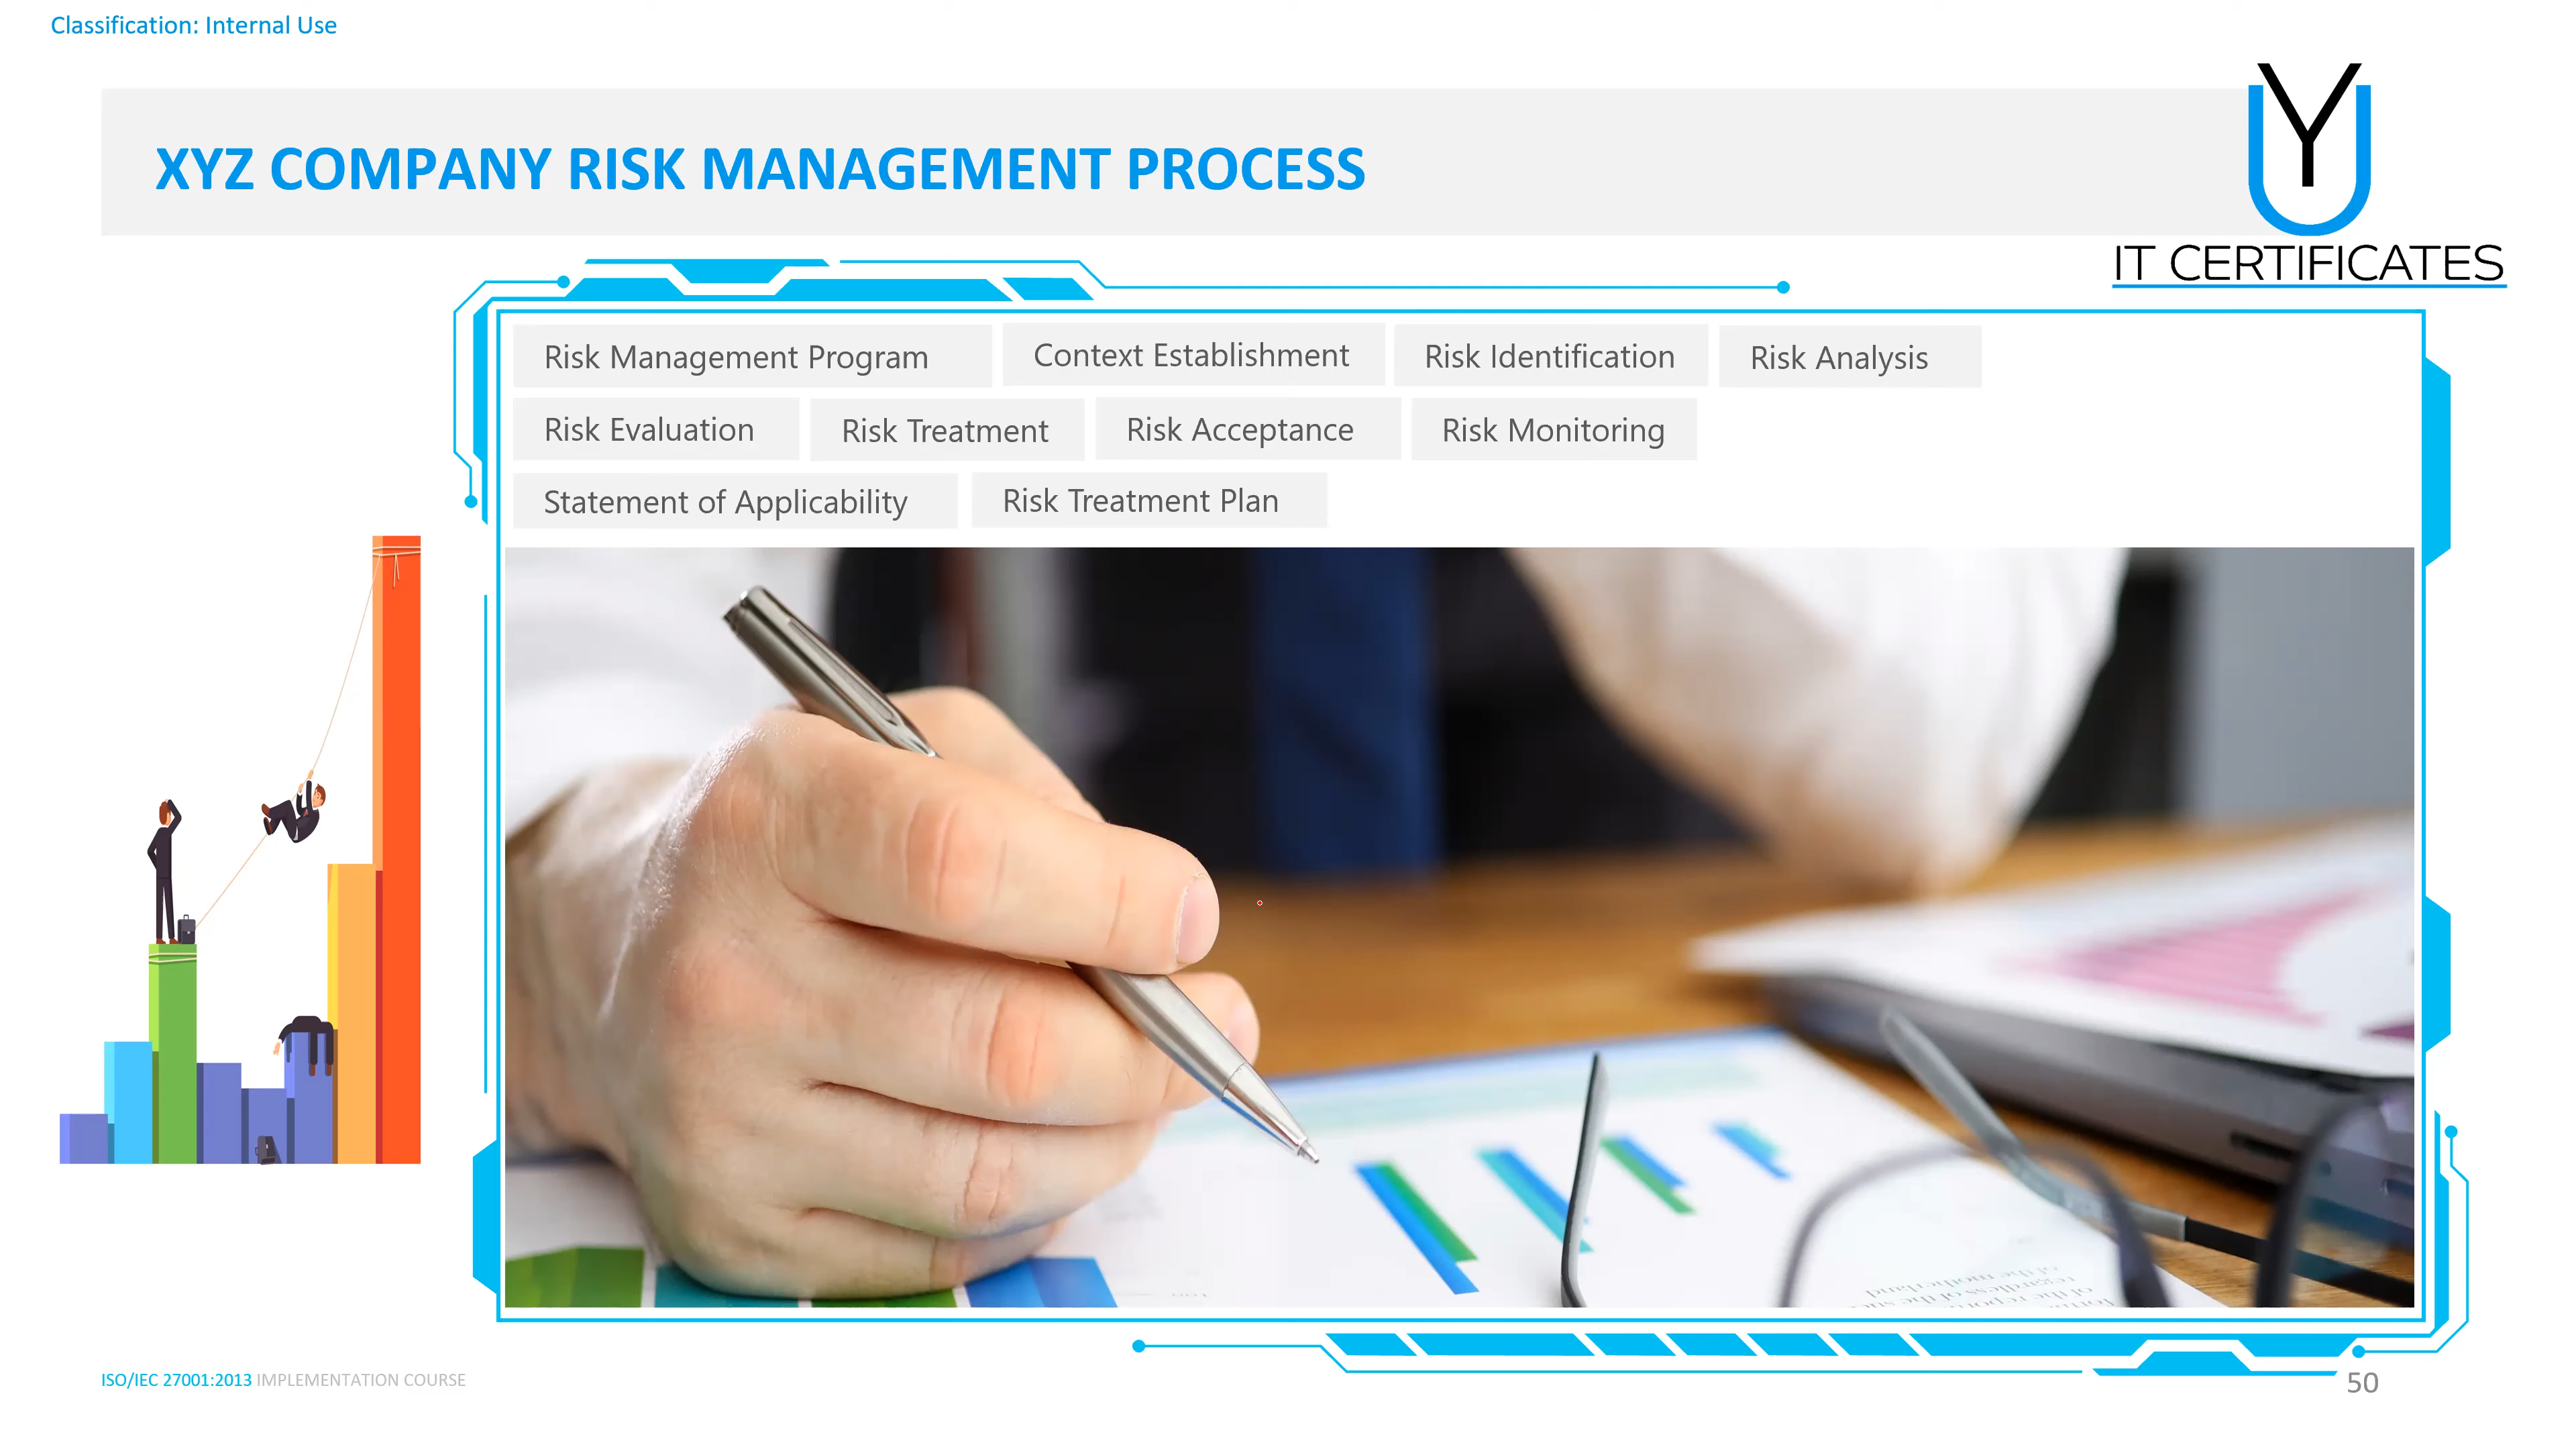 Classification: Internal Use
XYZ COMPANY RISK MANAGEMENT PROCESS
IT CERTIFICATES
Risk Management Program
Context Establishment
Risk Identification
Risk Analysis
Risk Evaluation
Risk Treatment
Risk Acceptance
Risk Monitoring
Statement of Applicability
Risk Treatment Plan
ISO/IEC 27001:2013 IMPLEMENTATION COURSE
50